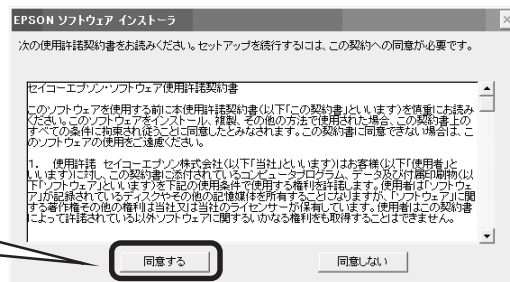 EPSON ソフトウェア インストーラ
次の使用許諾契約書をお読みください。セットアップを続行するには、この契約への同意が必要です。
セイコーエプソン・ソフトウェア使用許諾契約書
このソフトウェアを使用する前に本使用許諾契約書(以下「この契約書」といいます)を慎重にお読み
ください。このソフトウェアをインストール、複製、その他の方法で使用された場合、この契約書上の
すべての条件に拘束され従うことに同意したとみなされます。この契約書に同意できない場合は、こ
のソフトウェアの使用をご遠慮ください。
1. 使用許諾 セイコーエプソン株式会社(以下「当社」といいます)はお客様(以下「使用者」と
いいます)に対し、この契約書に添付されているコンピュータプログラム、データ及び付属印刷物(以
下「ソフトウェア」といいます)を下記の使用条件で使用する権利を許諾します。使用者は「ソフトウェ
ア」が記録されているディスクやその他の記憶媒体を所有することになりますが、「ソフトウェア」に関
する著作権その他の権利は当社又は当社のライセンサーが保有しています。使用者はこの契約書
によって許諾されている以外ソフトウェアに関するいかなる権利をも取得することはできません。
同意する
同意しない